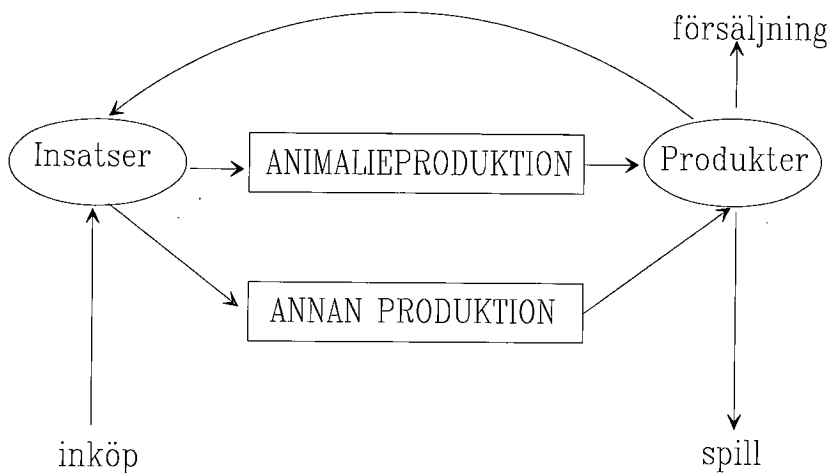 försäljning
Insatser
ANIMALIEPRODUKTION
Produkter
ANNAN PRODUKTION
inköp
spill